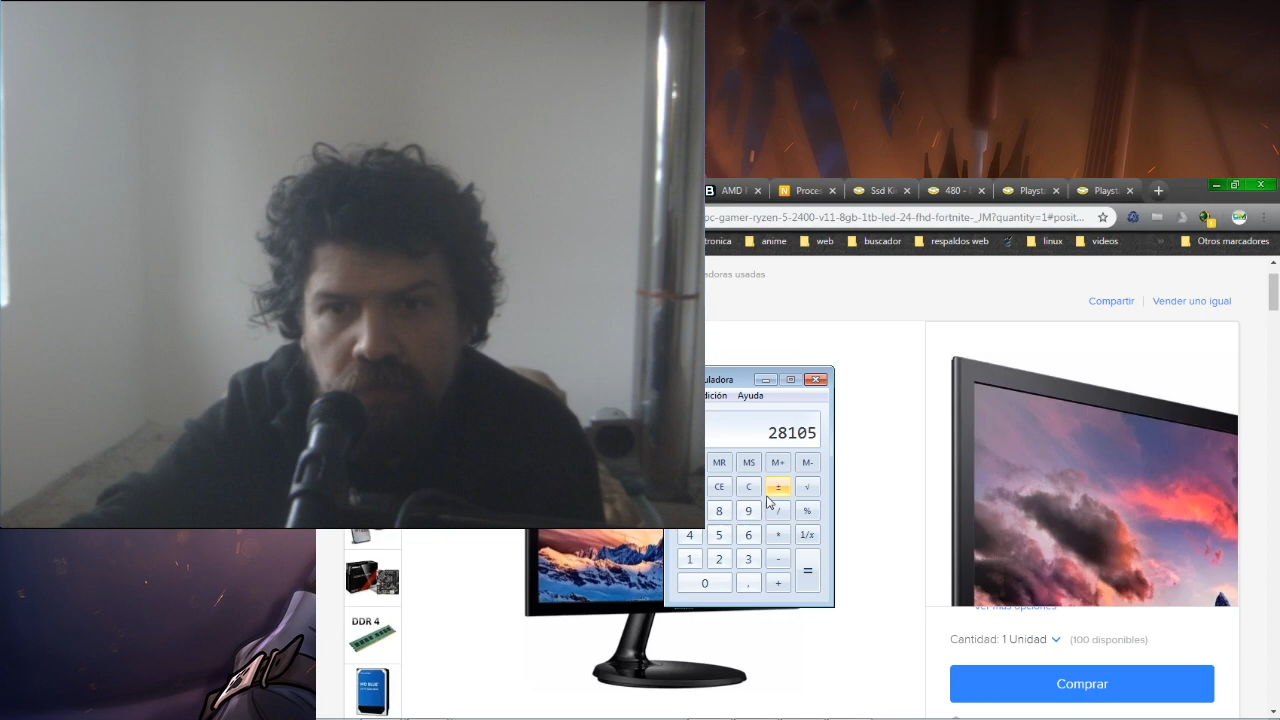 AMD
Proces
Ssd Ki
480 -
Playst
Playst
pc-gamer-ryzen-5-2400-v11-8gb-1tb-led-24-fhd-fortnite-_JM?quantity=1#posit...
tronica
anime
web
buscador
respaldos web
linux
videos
Otros marcadores
adoras usadas
Compartir
Vender uno igual
uladora
dición
Ayuda
28105
MR MS M+ M-
CE C ± √
8 9 / %
4 5 6 * 1/x
1 2 3 - =
0 . +
DDR 4
Cantidad: 1 Unidad (100 disponibles)
Comprar